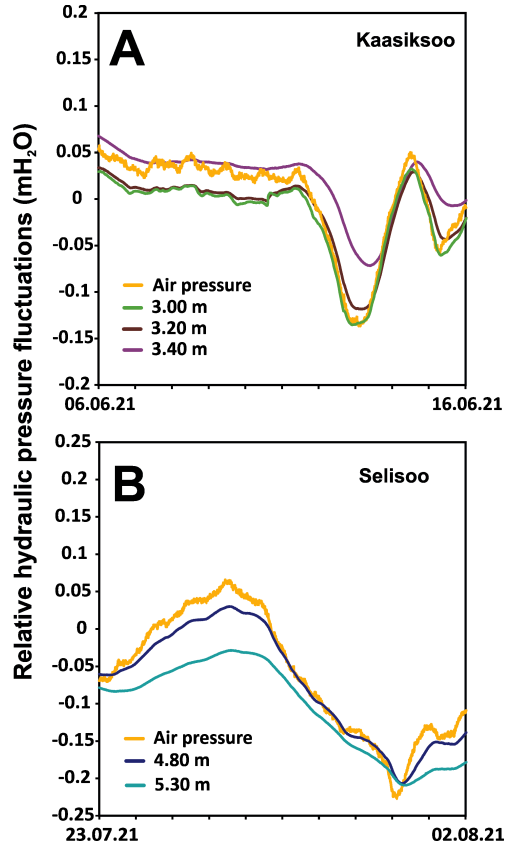 Relative hydraulic pressure fluctuations (mH2O)
A
Kaasiksoo
0.2
0.15
0.1
0.05
0
-0.05
-0.1
-0.15
-0.2
Air pressure
3.00 m
3.20 m
3.40 m
06.06.21
16.06.21
B
Selisoo
0.25
0.2
0.15
0.1
0.05
0
-0.05
-0.1
-0.15
-0.2
-0.25
Air pressure
4.80 m
5.30 m
23.07.21
02.08.21